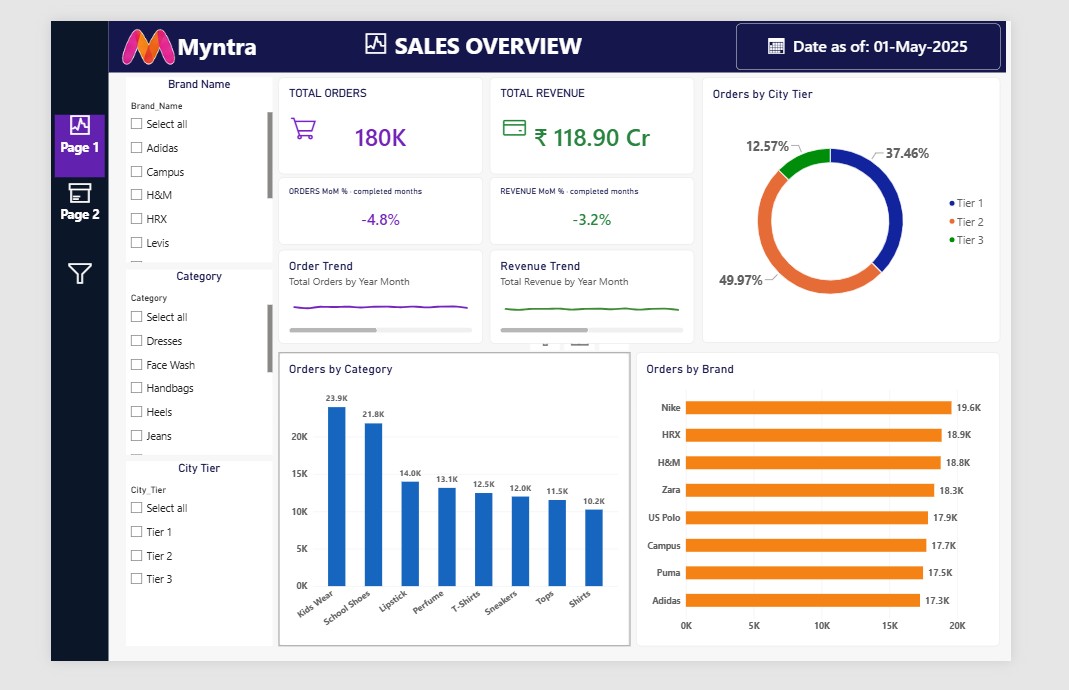 Myntra
SALES OVERVIEW
Date as of: 01-May-2025
Page 1
Page 2
Brand Name
Brand_Name
Select all
Adidas
Campus
H&M
HRX
Levis
Category
Category
Select all
Dresses
Face Wash
Handbags
Heels
Jeans
City Tier
City_Tier
Select all
Tier 1
Tier 2
Tier 3
TOTAL ORDERS
180K
TOTAL REVENUE
₹ 118.90 Cr
ORDERS MoM % · completed months
-4.8%
REVENUE MoM % · completed months
-3.2%
Order Trend
Total Orders by Year Month
Revenue Trend
Total Revenue by Year Month
Orders by City Tier
12.57%
37.46%
49.97%
Tier 1
Tier 2
Tier 3
Orders by Category
23.9K
21.8K
14.0K
13.1K
12.5K
12.0K
11.5K
10.2K
20K
15K
10K
5K
0K
Kids Wear
School Shoes
Lipstick
Perfume
T-Shirts
Sneakers
Tops
Shirts
Orders by Brand
Nike 19.6K
HRX 18.9K
H&M 18.8K
Zara 18.3K
US Polo 17.9K
Campus 17.7K
Puma 17.5K
Adidas 17.3K
0K 5K 10K 15K 20K